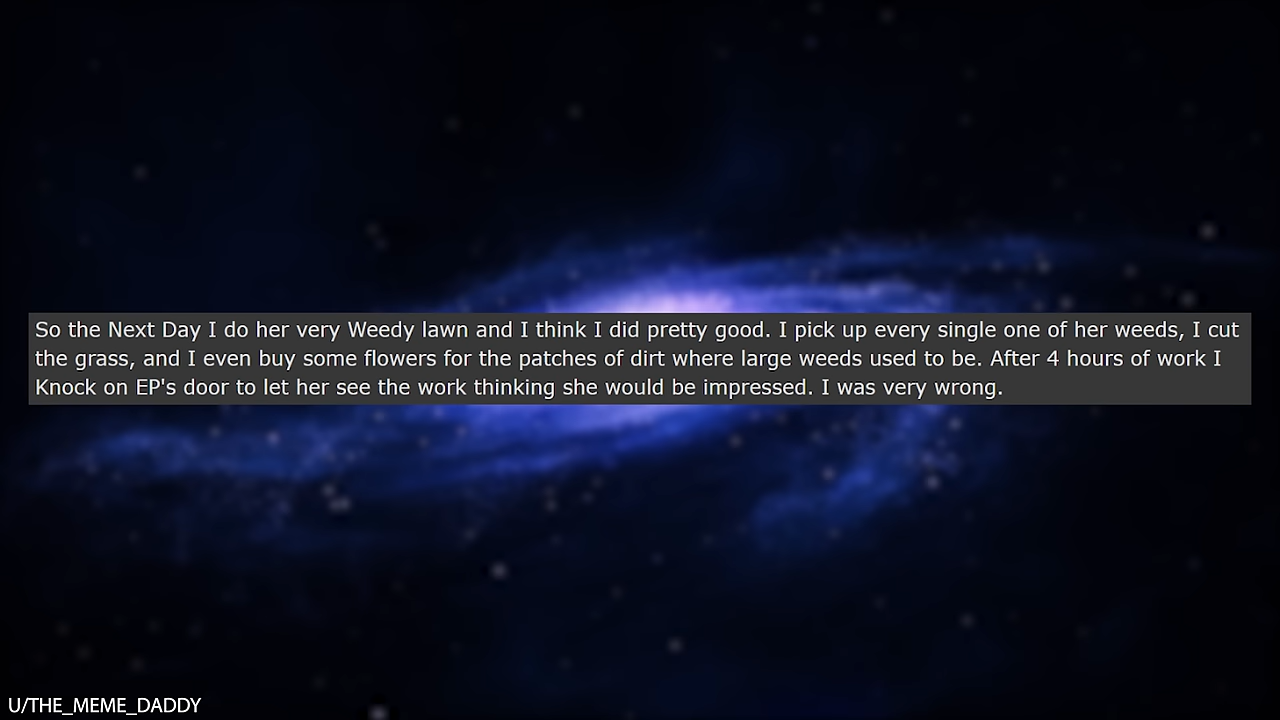 So the Next Day I do her very Weedy lawn and I think I did pretty good. I pick up every single one of her weeds, I cut
the grass, and I even buy some flowers for the patches of dirt where large weeds used to be. After 4 hours of work I
Knock on EP's door to let her see the work thinking she would be impressed. I was very wrong.
U/THE_MEME_DADDY